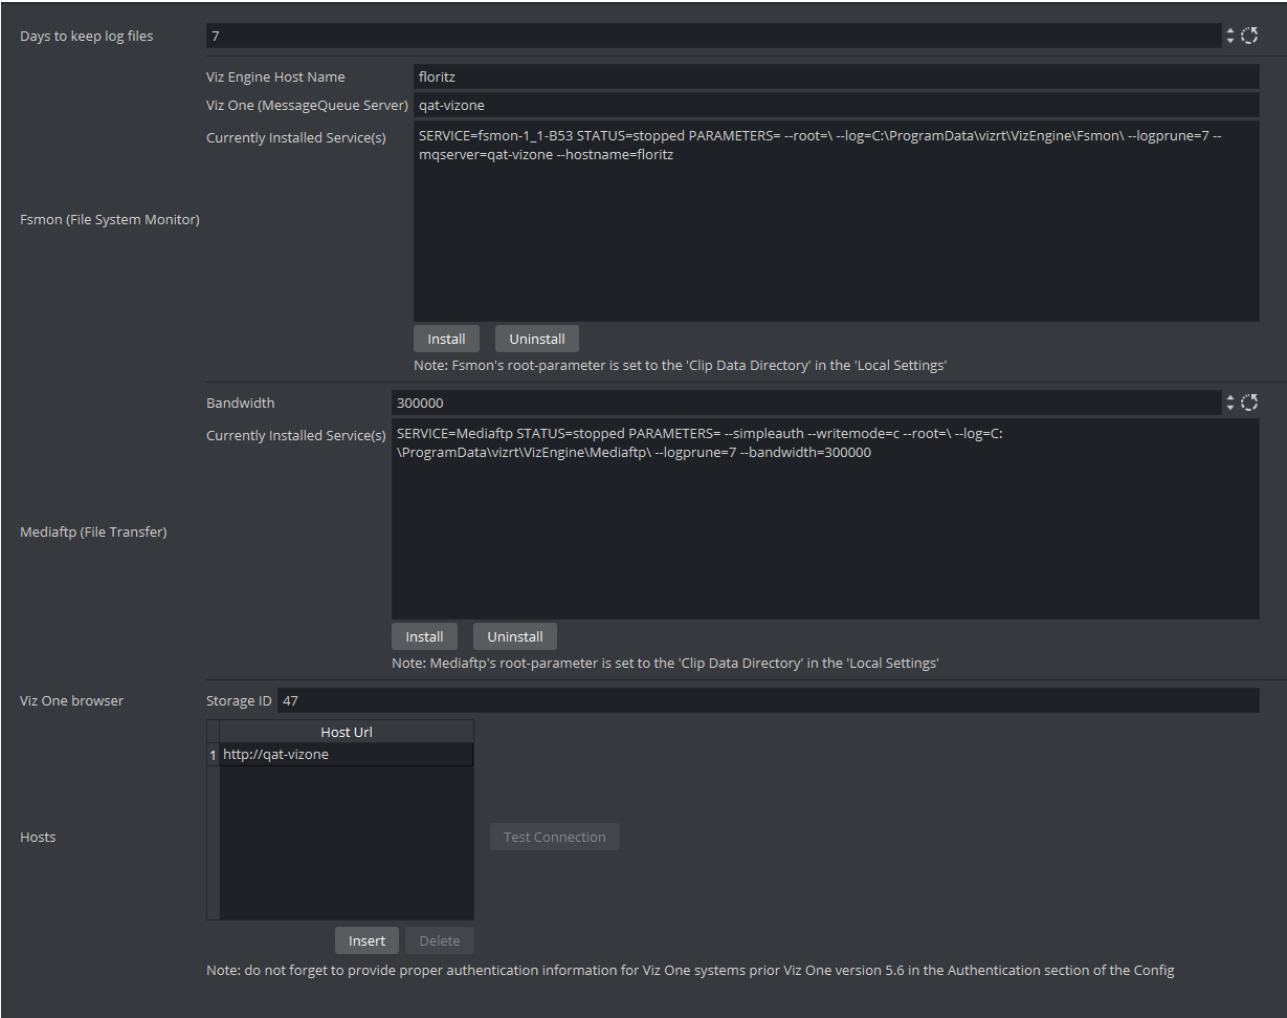 Days to keep log files 7
Viz Engine Host Name floritz
Viz One (MessageQueue Server) qat-vizone
Currently Installed Service(s) SERVICE=fsmon-1_1-B53 STATUS=stopped PARAMETERS= --root=\ --log=C:\ProgramData\vizrt\VizEngine\Fsmon\ --logprune=7 --
mqserver=qat-vizone --hostname=floritz
Fsmon (File System Monitor)
Install Uninstall
Note: Fsmon's root-parameter is set to the 'Clip Data Directory' in the 'Local Settings'
Bandwidth 300000
Currently Installed Service(s) SERVICE=Mediaftp STATUS=stopped PARAMETERS= --simpleauth --writemode=c --root=\ --log=C:
\ProgramData\vizrt\VizEngine\Mediaftp\ --logprune=7 --bandwidth=300000
Mediaftp (File Transfer)
Install Uninstall
Note: Mediaftp's root-parameter is set to the 'Clip Data Directory' in the 'Local Settings'
Viz One browser Storage ID 47
Host Url
1 http://qat-vizone
Hosts Test Connection
Insert Delete
Note: do not forget to provide proper authentication information for Viz One systems prior Viz One version 5.6 in the Authentication section of the Config